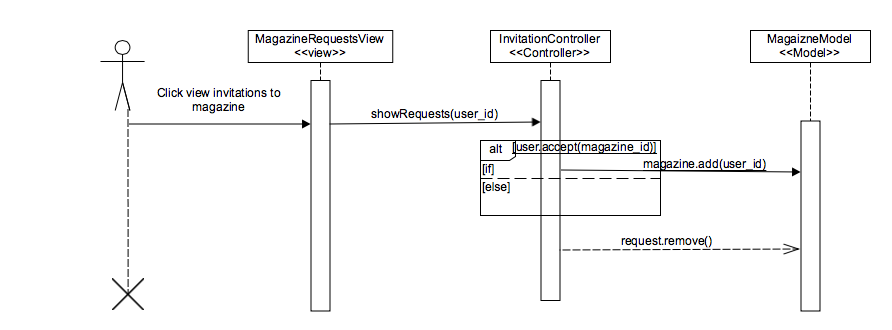 MagazineRequestsView
<<view>>
InvitationController
<<Controller>>
MagaizneModel
<<Model>>
Click view invitations to
magazine
showRequests(user_id)
alt
[user.accept(magazine_id)]
[if]
magazine.add(user_id)
[else]
request.remove()